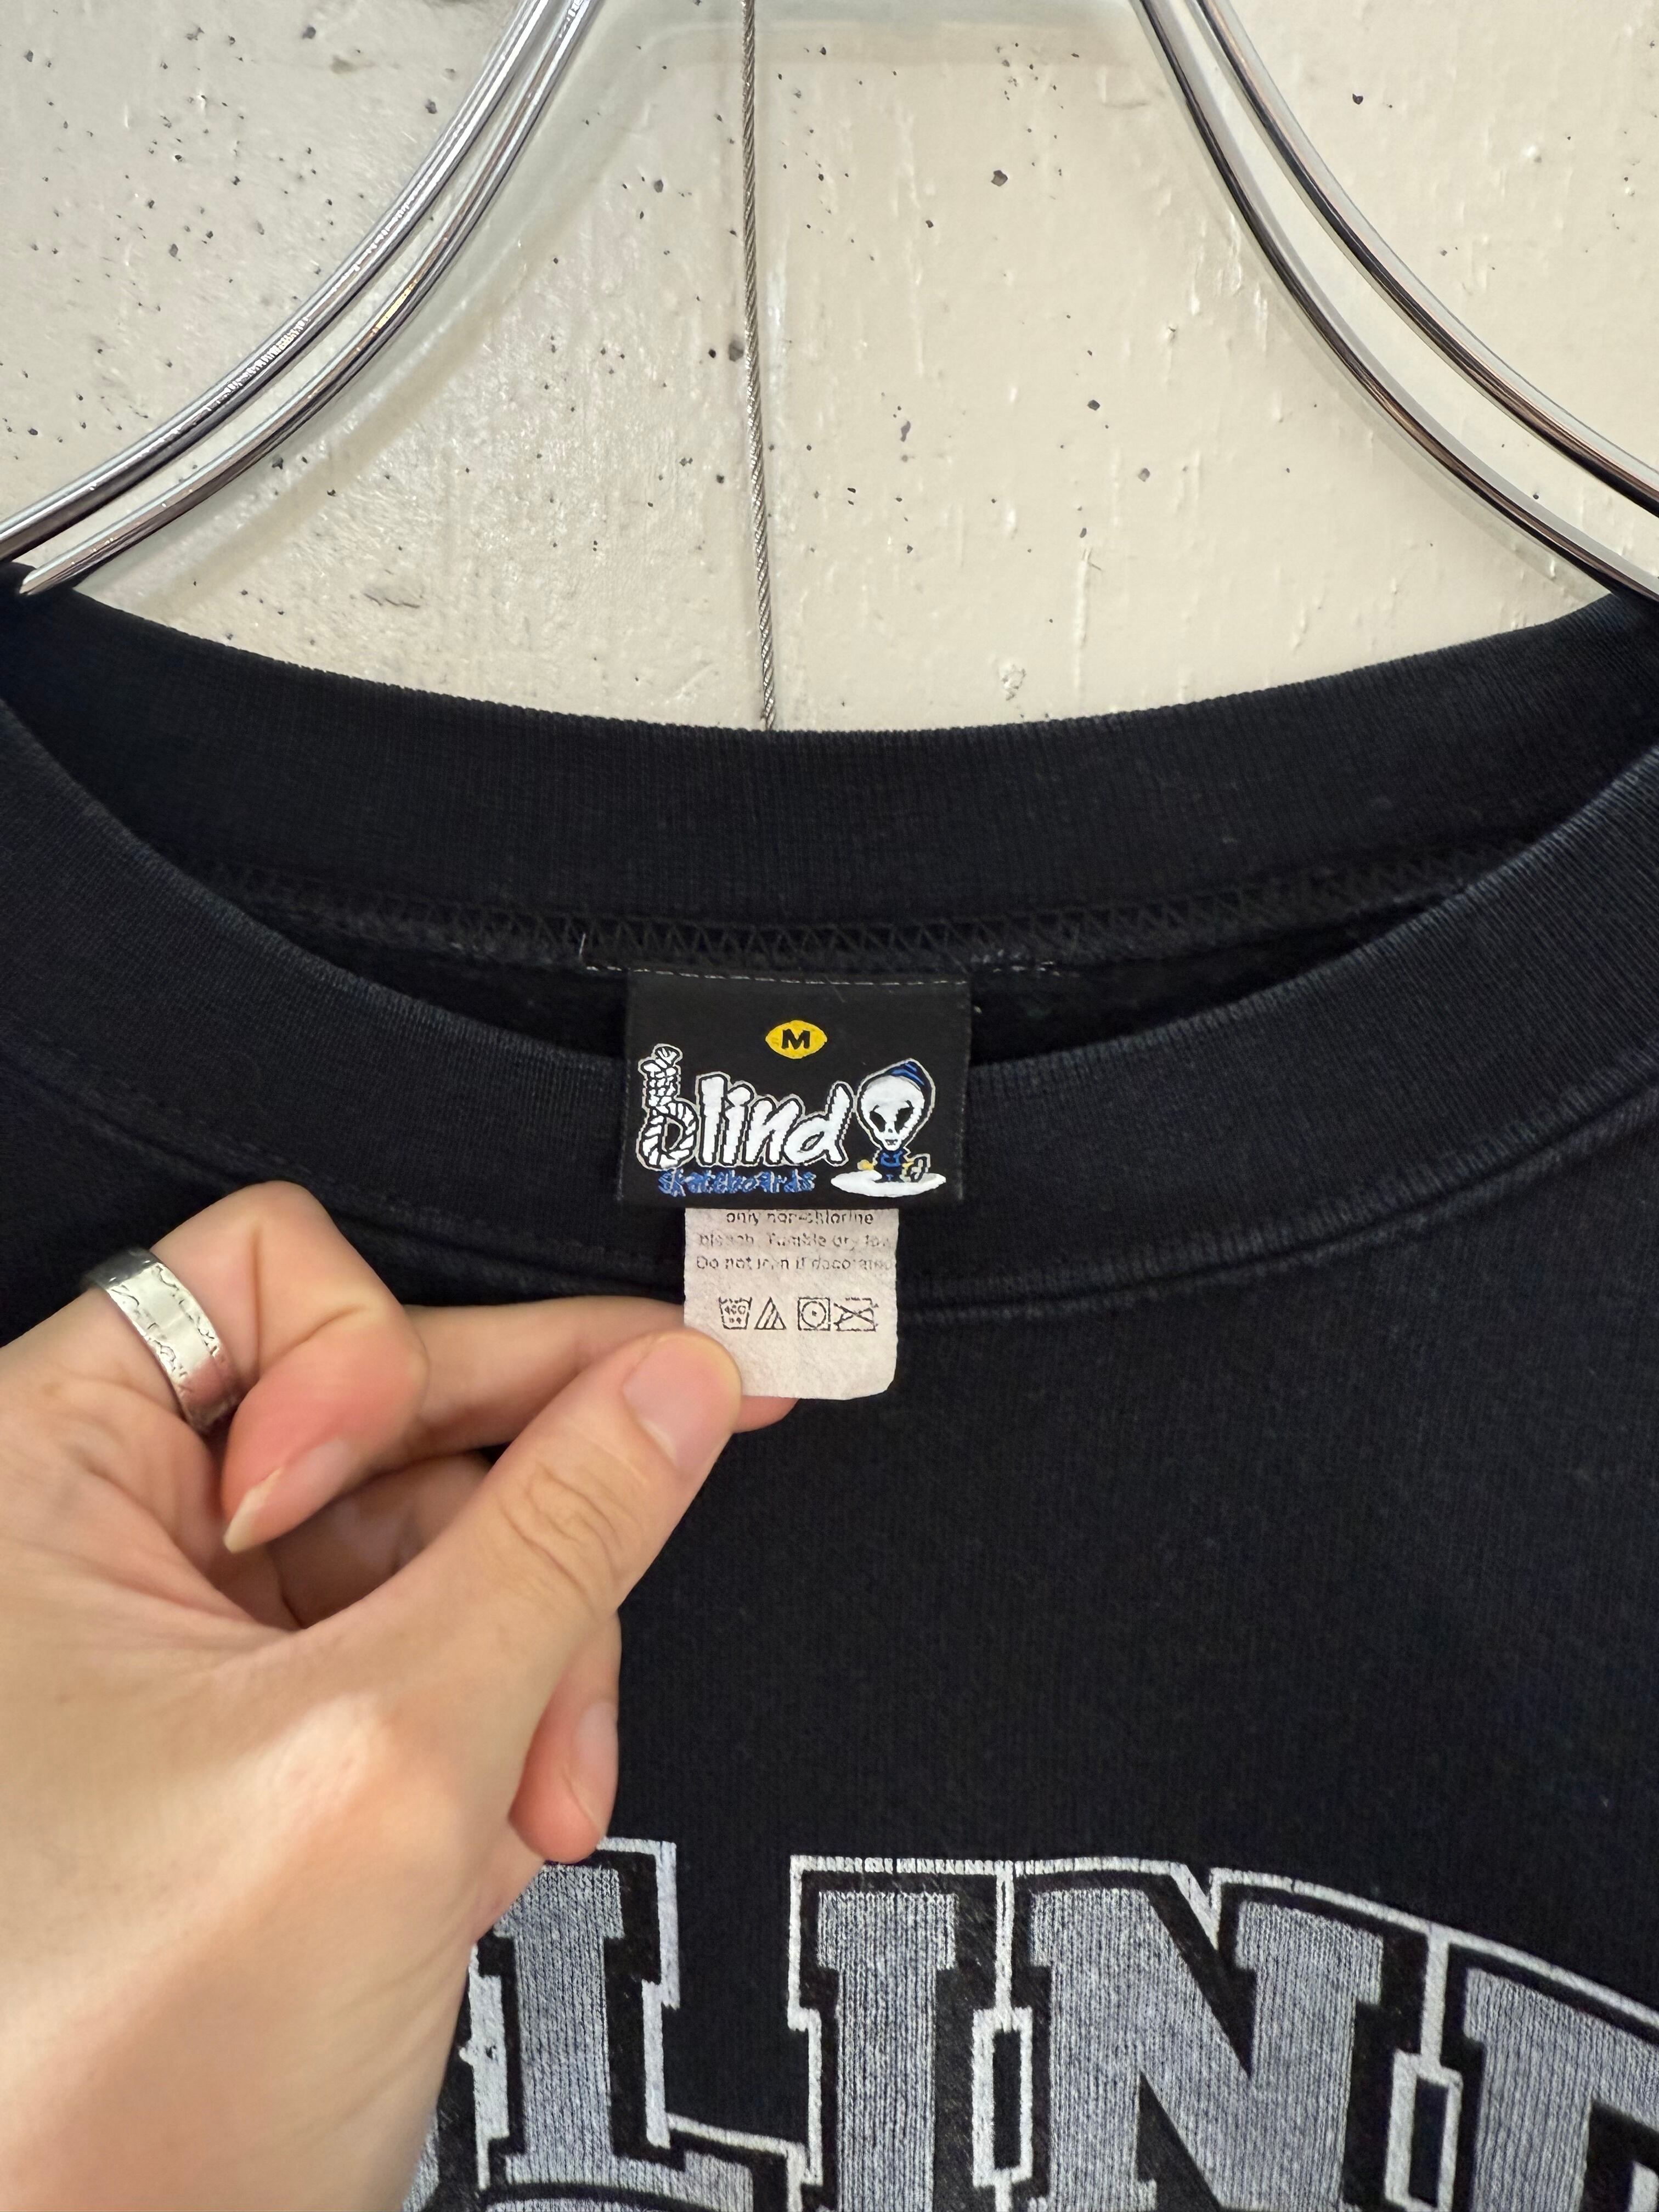 M
blind
skateboards
only non-chlorine
bleach. Tumble dry low
Do not iron if decorated
BLIND